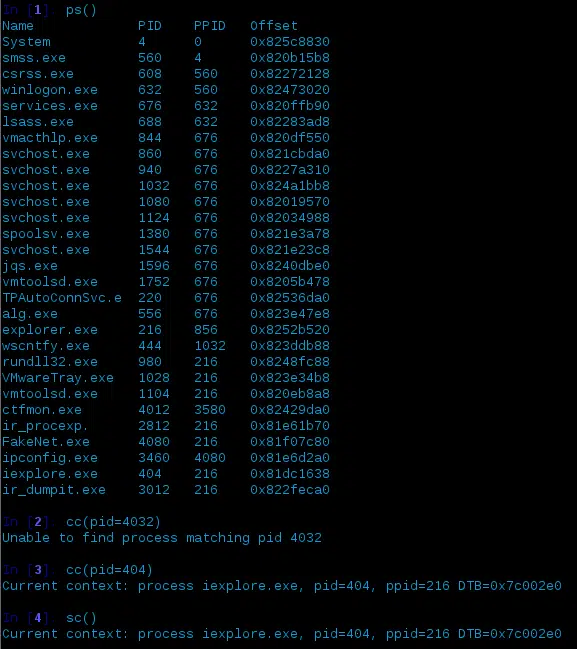 In [1]: ps()
Name PID PPID Offset
System 4 0 0x825c8830
smss.exe 560 4 0x820b15b8
csrss.exe 608 560 0x82272128
winlogon.exe 632 560 0x82473020
services.exe 676 632 0x820ffb90
lsass.exe 688 632 0x82283ad8
vmacthlp.exe 844 676 0x820df550
svchost.exe 860 676 0x821cbda0
svchost.exe 940 676 0x8227a310
svchost.exe 1032 676 0x824a1bb8
svchost.exe 1080 676 0x82019570
svchost.exe 1124 676 0x82034988
spoolsv.exe 1380 676 0x821e3a78
svchost.exe 1544 676 0x821e23c8
jqs.exe 1596 676 0x8240dbe0
vmtoolsd.exe 1752 676 0x8205b478
TPAutoConnSvc.e 220 676 0x82536da0
alg.exe 556 676 0x823e47e8
explorer.exe 216 856 0x8252b520
wscntfy.exe 444 1032 0x823ddb88
rundll32.exe 980 216 0x8248fc88
VMwareTray.exe 1028 216 0x823e34b8
vmtoolsd.exe 1104 216 0x820eb8a8
ctfmon.exe 4012 3580 0x82429da0
ir_procexp. 2812 216 0x81e61b70
FakeNet.exe 4080 216 0x81f07c80
ipconfig.exe 3460 4080 0x81e6d2a0
iexplore.exe 404 216 0x81dc1638
ir_dumpit.exe 3012 216 0x822feca0
In [2]: cc(pid=4032)
Unable to find process matching pid 4032
In [3]: cc(pid=404)
Current context: process iexplore.exe, pid=404, ppid=216 DTB=0x7c002e0
In [4]: sc()
Current context: process iexplore.exe, pid=404, ppid=216 DTB=0x7c002e0